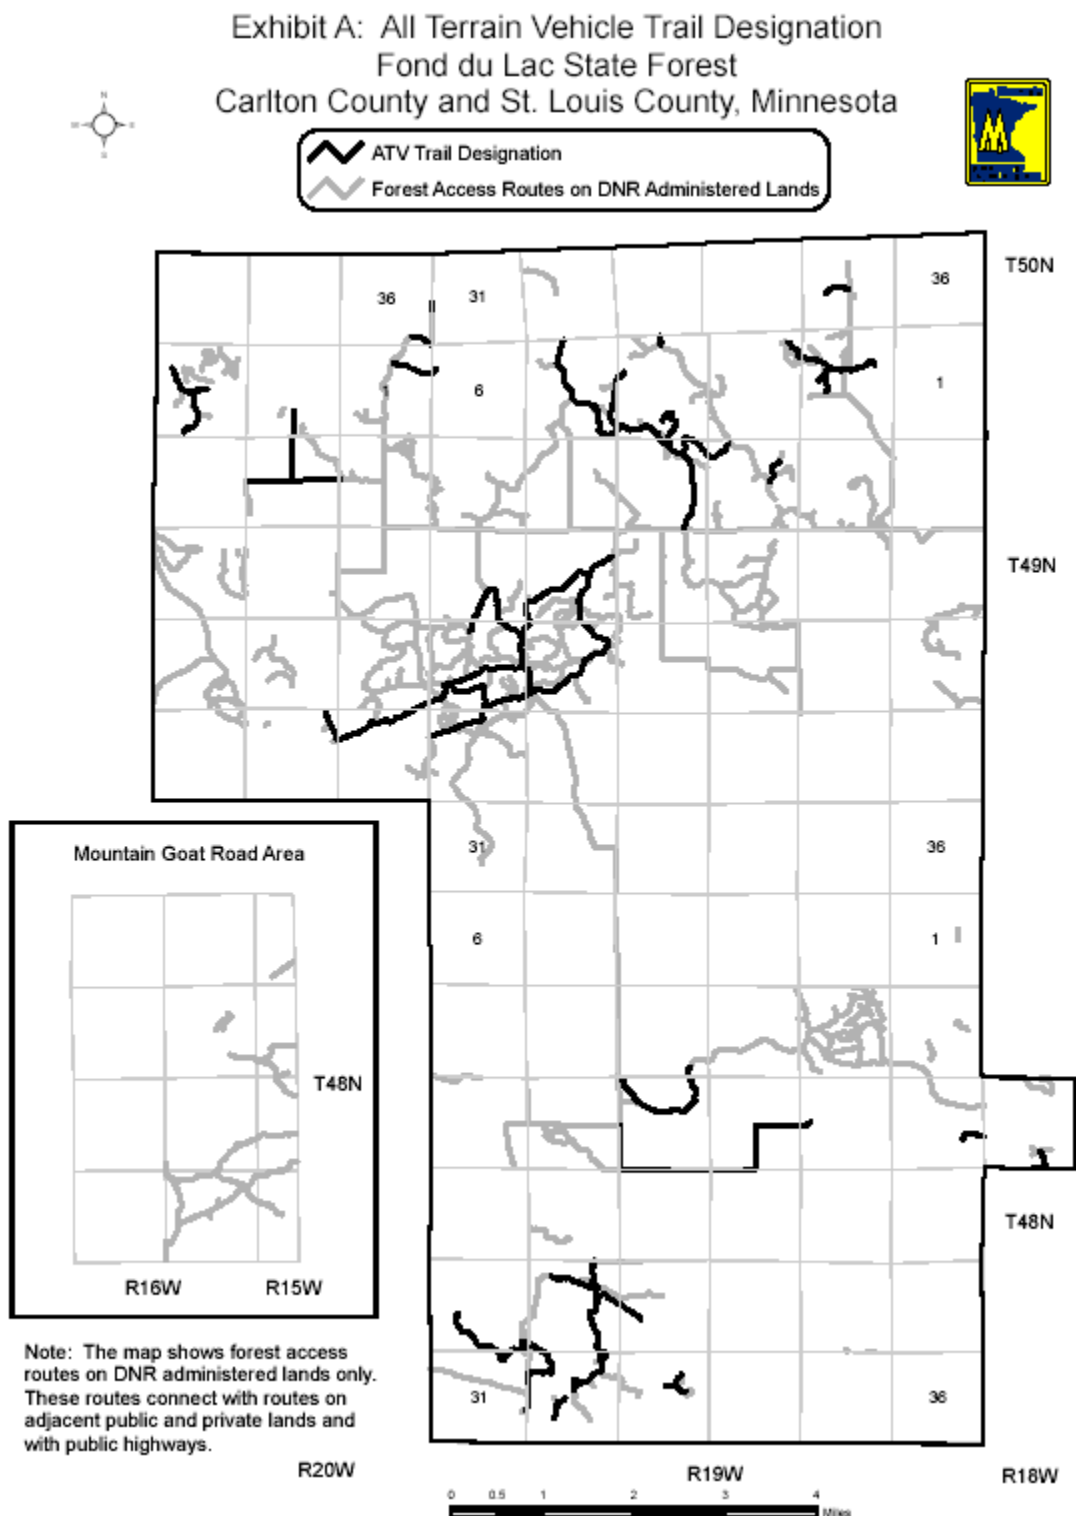 Exhibit A: All Terrain Vehicle Trail Designation
Fond du Lac State Forest
Carlton County and St. Louis County, Minnesota
N
S
ATV Trail Designation
Forest Access Routes on DNR Administered Lands
T50N
36
31
36
1
6
1
T49N
31
36
6
1
Mountain Goat Road Area
T48N
R16W
R15W
T48N
Note: The map shows forest access
routes on DNR administered lands only.
These routes connect with routes on
adjacent public and private lands and
with public highways.
31
36
R20W
R19W
R18W
0 0.5 1 2 3 4
Miles